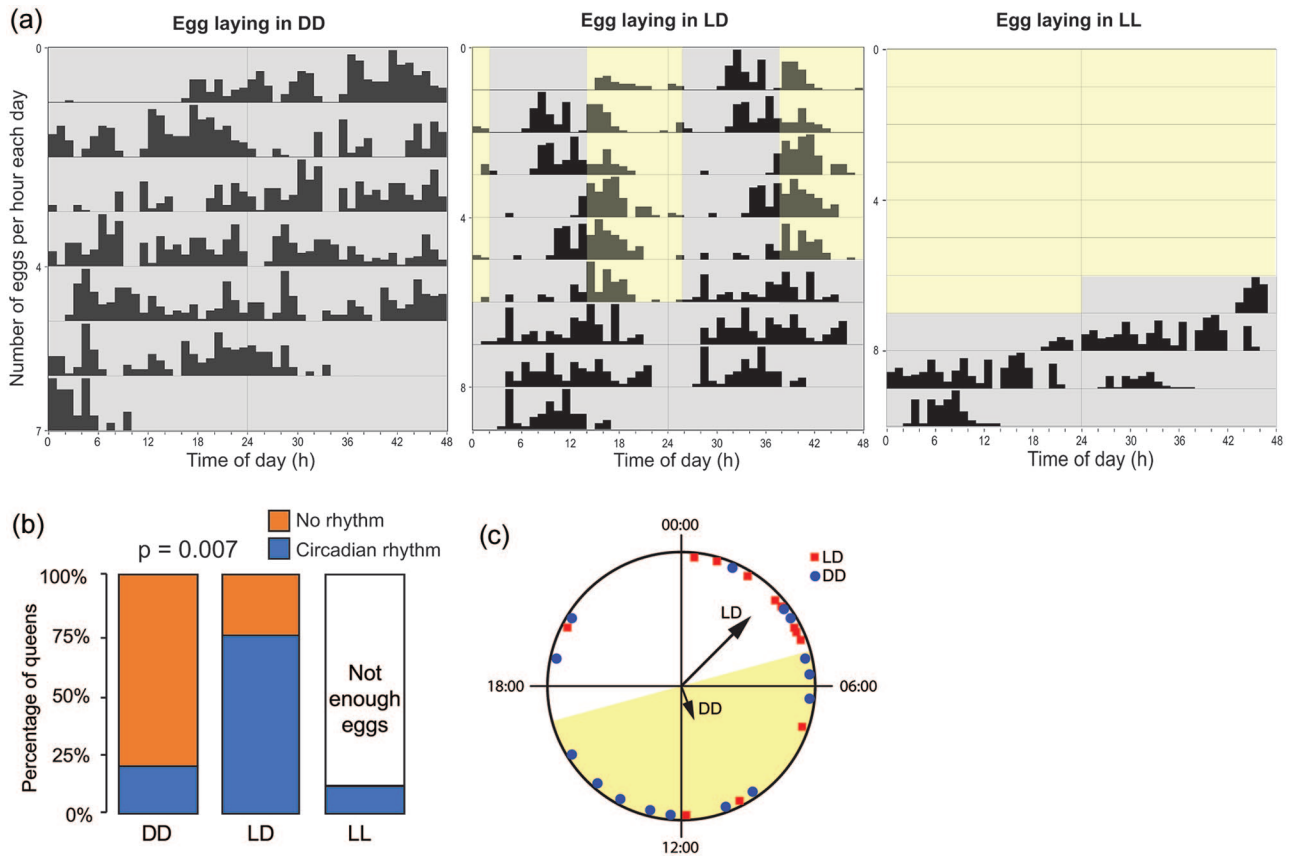 (a)
Egg laying in DD
Egg laying in LD
Egg laying in LL
Number of eggs per hour each day
0
4
7
0 6 12 18 24 30 36 42 48
Time of day (h)
0
4
8
0 6 12 18 24 30 36 42 48
Time of day (h)
0
4
8
6 12 18 24 30 36 42 48
Time of day (h)
(b)
No rhythm
Circadian rhythm
p = 0.007
Percentage of queens
100%
75%
50%
25%
0%
Not
enough
eggs
DD LD LL
(c)
00:00
LD
DD
LD
18:00
06:00
DD
12:00